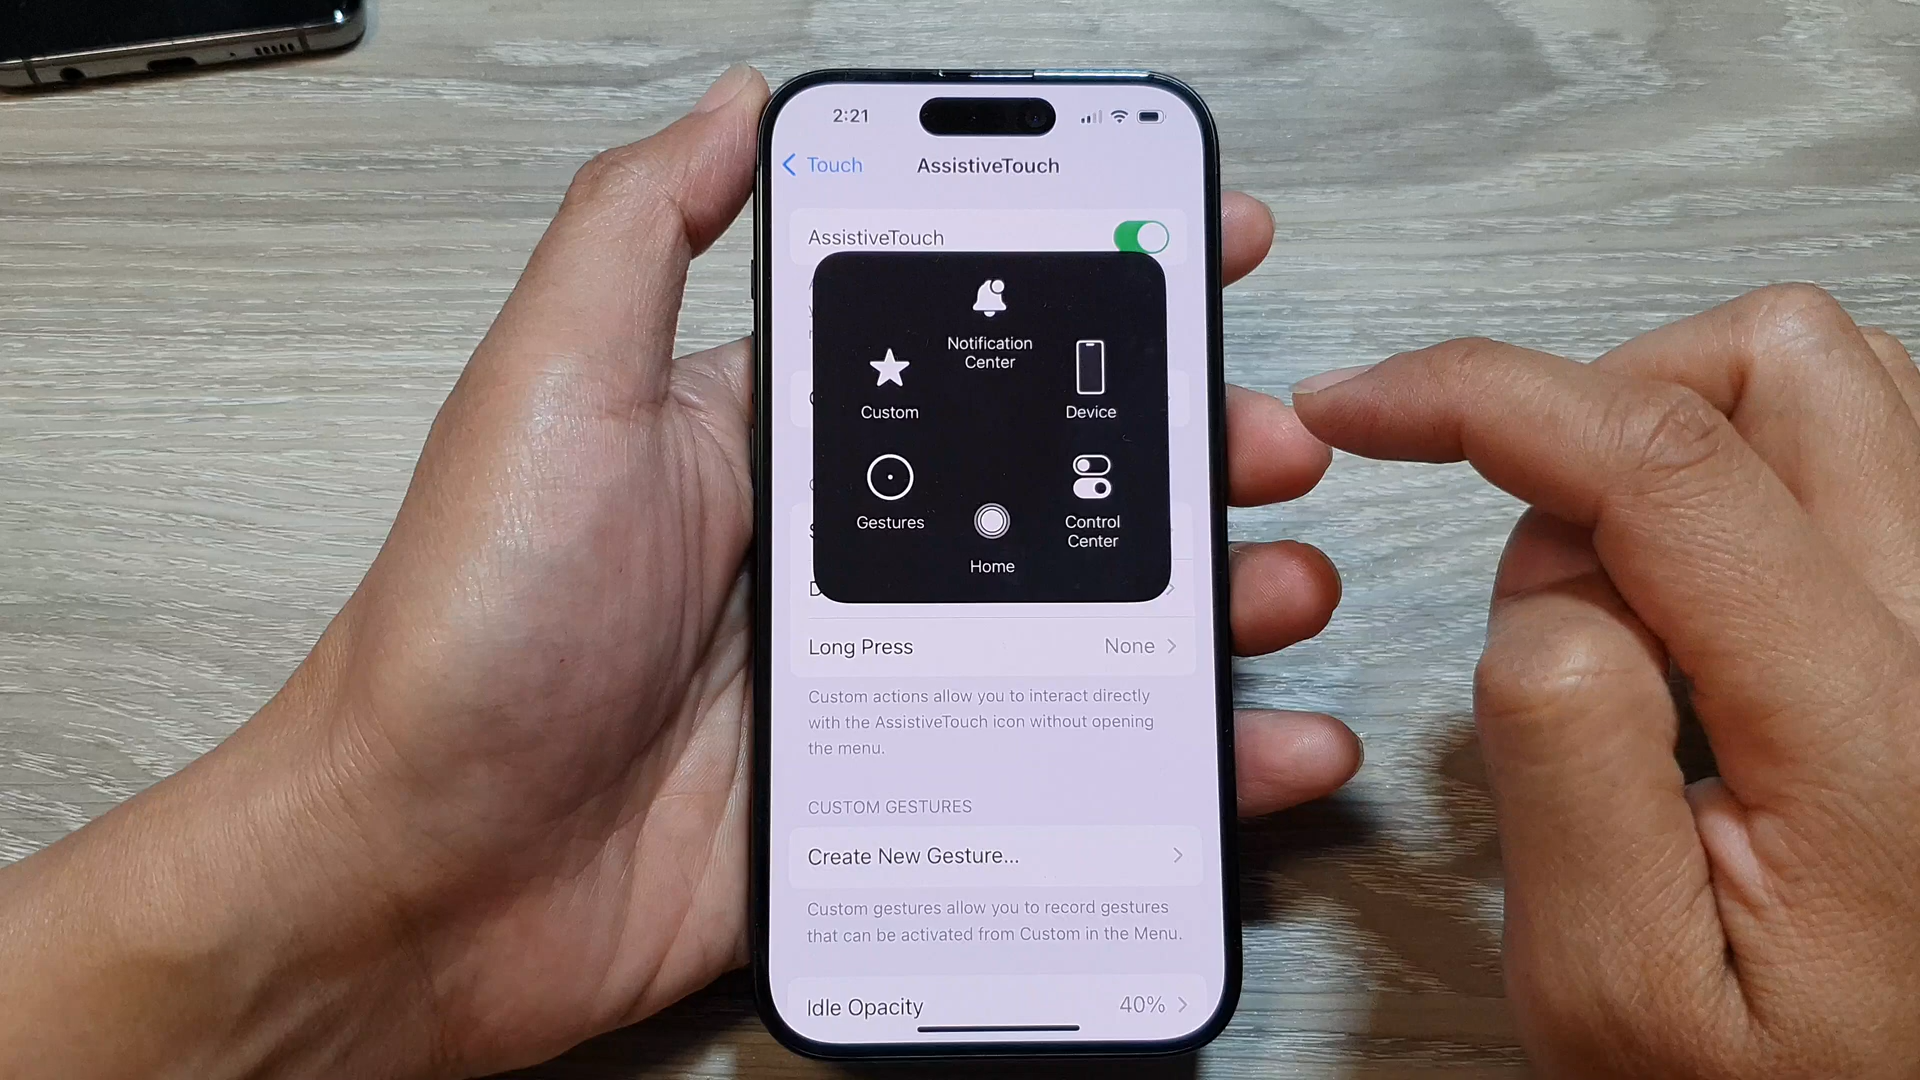 2:21
Touch
AssistiveTouch
AssistiveTouch
Notification
Center
Custom
Device
Gestures
Control
Center
Home
Long Press
None
Custom actions allow you to interact directly
with the AssistiveTouch icon without opening
the menu.
CUSTOM GESTURES
Create New Gesture...
Custom gestures allow you to record gestures
that can be activated from Custom in the Menu.
Idle Opacity
40%